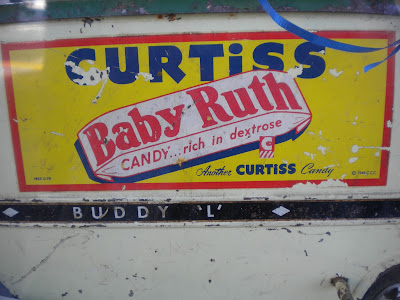 CURTISS
Baby Ruth
CANDY...rich in dextrose
Another CURTISS Candy
BUDDY 'L'